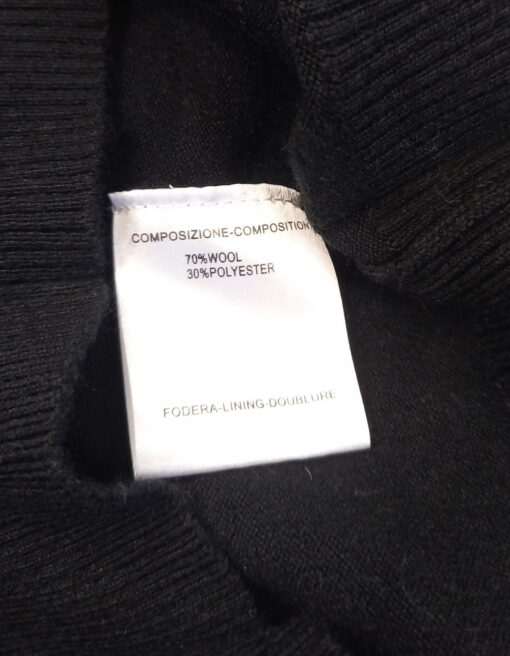 COMPOSIZIONE-COMPOSITION
70%WOOL
30%POLYESTER
FODERA-LINING-DOUBLURE